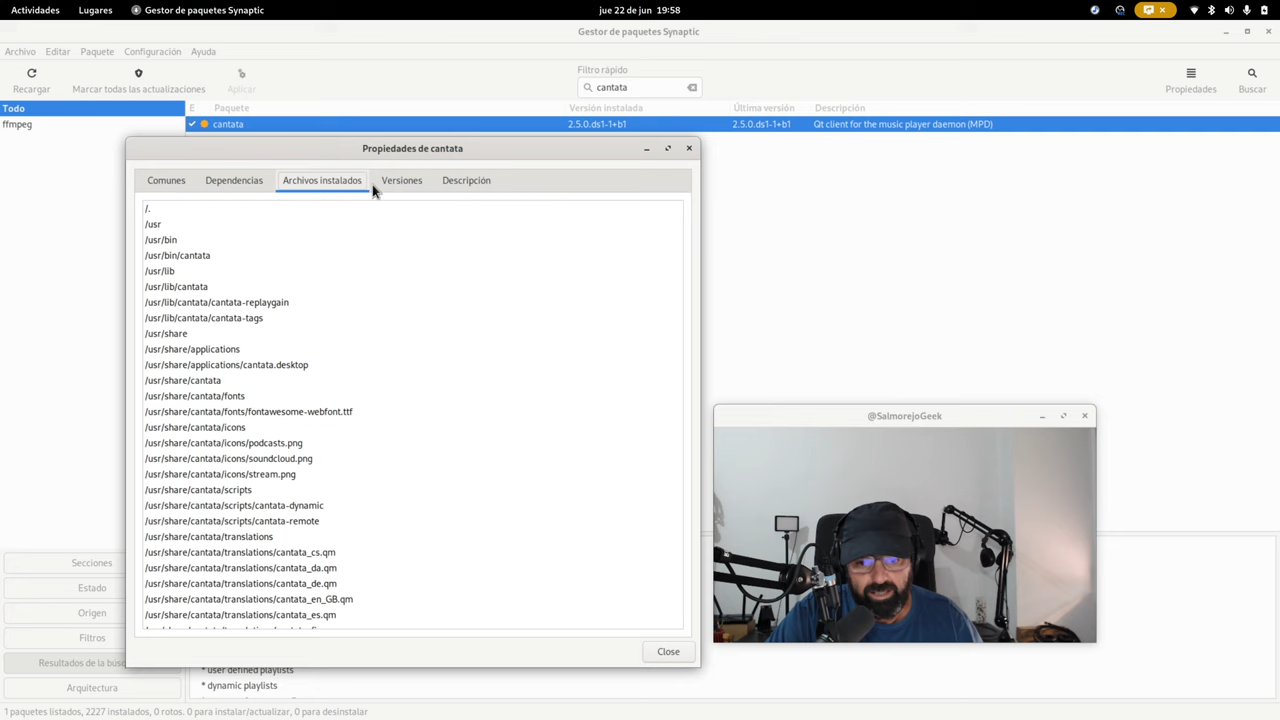 Actividades Lugares Gestor de paquetes Synaptic jue 22 de jun 19:58
Gestor de paquetes Synaptic
Archivo Editar Paquete Configuración Ayuda
Filtro rápido
Recargar Marcar todas las actualizaciones Aplicar cantata Propiedades Buscar
Todo E Paquete Versión instalada Última versión Descripción
ffmpeg cantata 2.5.0.ds1-1+b1 2.5.0.ds1-1+b1 Qt client for the music player daemon (MPD)
Propiedades de cantata
Comunes Dependencias Archivos instalados Versiones Descripción
/.
/usr
/usr/bin
/usr/bin/cantata
/usr/lib
/usr/lib/cantata
/usr/lib/cantata/cantata-replaygain
/usr/lib/cantata/cantata-tags
/usr/share
/usr/share/applications
/usr/share/applications/cantata.desktop
/usr/share/cantata
/usr/share/cantata/fonts
/usr/share/cantata/fonts/fontawesome-webfont.ttf
/usr/share/cantata/icons
/usr/share/cantata/icons/podcasts.png
/usr/share/cantata/icons/soundcloud.png
/usr/share/cantata/icons/stream.png
/usr/share/cantata/scripts
/usr/share/cantata/scripts/cantata-dynamic
/usr/share/cantata/scripts/cantata-remote
/usr/share/cantata/translations
/usr/share/cantata/translations/cantata_cs.qm
/usr/share/cantata/translations/cantata_da.qm
/usr/share/cantata/translations/cantata_de.qm
/usr/share/cantata/translations/cantata_en_GB.qm
/usr/share/cantata/translations/cantata_es.qm
Close
@SalmorejoGeek
Secciones
Estado
Origen
Filtros
Resultados de la busc
Arquitectura
* user defined playlists
* dynamic playlists
1 paquetes listados, 2227 instalados, 0 rotos. 0 para instalar/actualizar, 0 para desinstalar